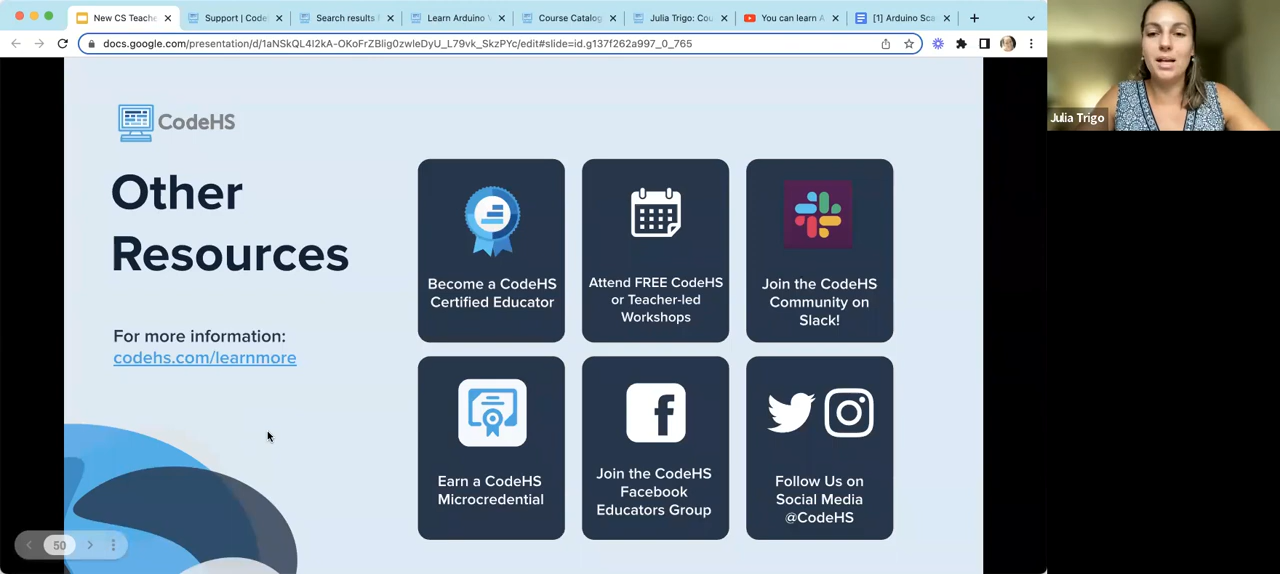 New CS Teache
Support | Code
Search results
Learn Arduino
Course Catalog
Julia Trigo: Cou
You can learn A
[1] Arduino Sca
docs.google.com/presentation/d/1aNSkQL4I2kA-OKoFrZBlig0zwleDyU_L79vk_SkzPYc/edit#slide=id.g137f262a997_0_765
Julia Trigo
CodeHS
Other
Resources
For more information:
codehs.com/learnmore
Become a CodeHS
Certified Educator
Attend FREE CodeHS
or Teacher-led
Workshops
Join the CodeHS
Community on
Slack!
Earn a CodeHS
Microcredential
Join the CodeHS
Facebook
Educators Group
Follow Us on
Social Media
@CodeHS
50